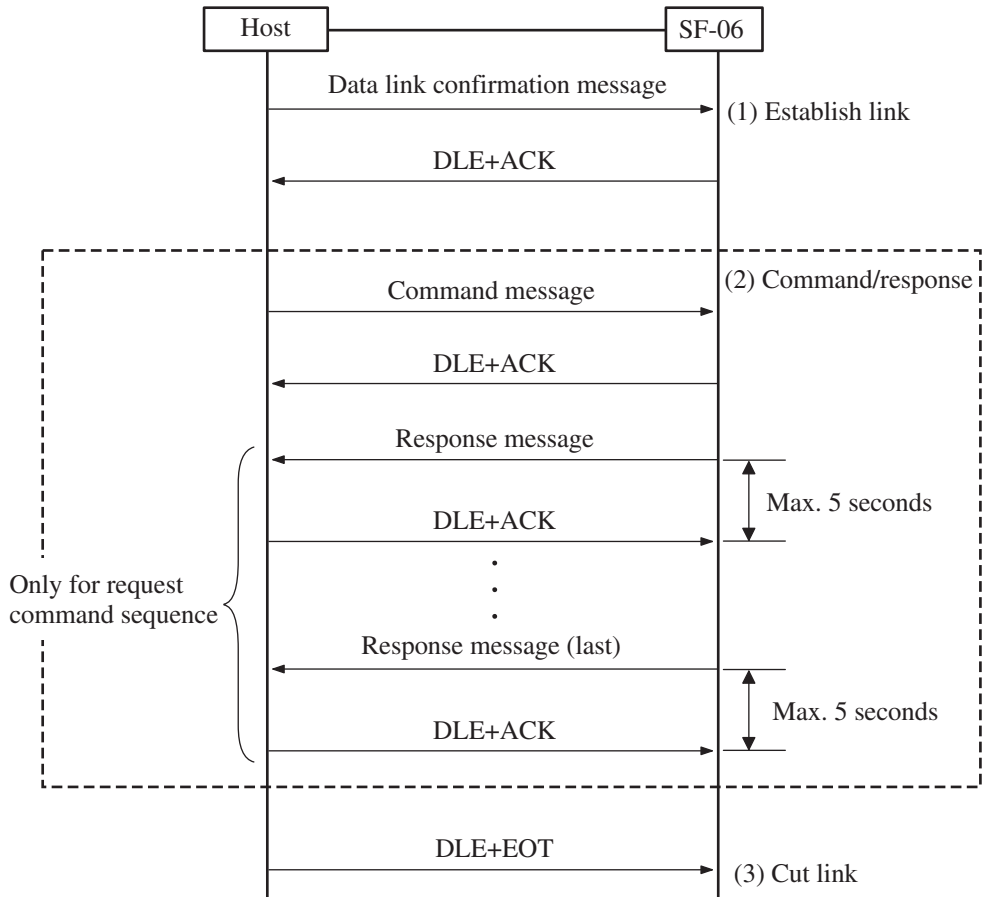 Host
SF-06
Data link confirmation message
(1) Establish link
DLE+ACK
(2) Command/response
Command message
DLE+ACK
Response message
Max. 5 seconds
DLE+ACK
Only for request
command sequence
Response message (last)
Max. 5 seconds
DLE+ACK
DLE+EOT
(3) Cut link